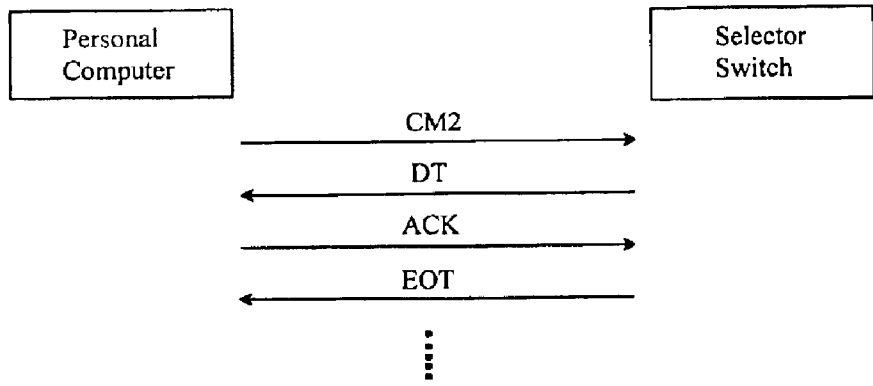 Personal
Computer
Selector
Switch
CM2
DT
ACK
EOT